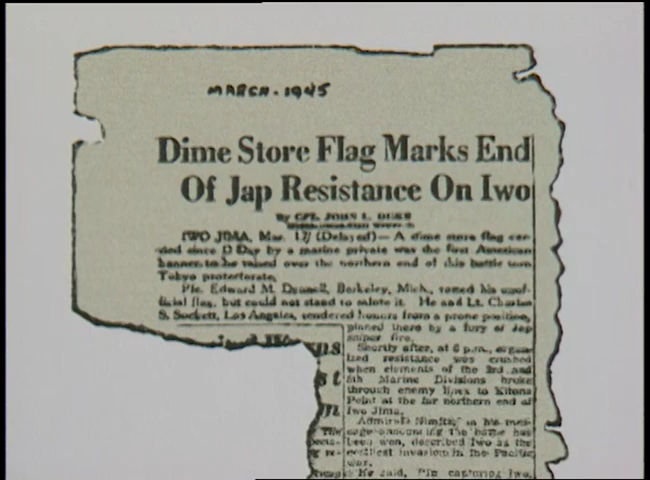 MARCH-1945
Dime Store Flag Marks End
Of Jap Resistance On Iwo
By CPL. JOHN L.
IWO JIMA, Mar. 17 (Delayed)— A dime store flag car-
ried since D Day by a marine private was the first American
banner to be raised over the northern end of this battle torn
Tokyo protectorate.
Pfc. Edward M. Berkeley, Mich., raised his unof-
ficial flag, but could not stand to salute it. He and Lt. Charles
S. Los Angeles, rendered honors from a prone position,
pinned there by a fury of Jap
sniper fire.
Shortly after, at 6 p.m., organ-
ized resistance was crushed
when elements of the 3rd and
5th Marine Divisions broke
through enemy lines to Kitano
Point at the far northern end of
Iwo Jima.
Admiral Nimitz, in his mes-
sage announcing the battle has
been won, described Iwo as the
costliest invasion in the Pacific
war.
He said, capturing Iwo,